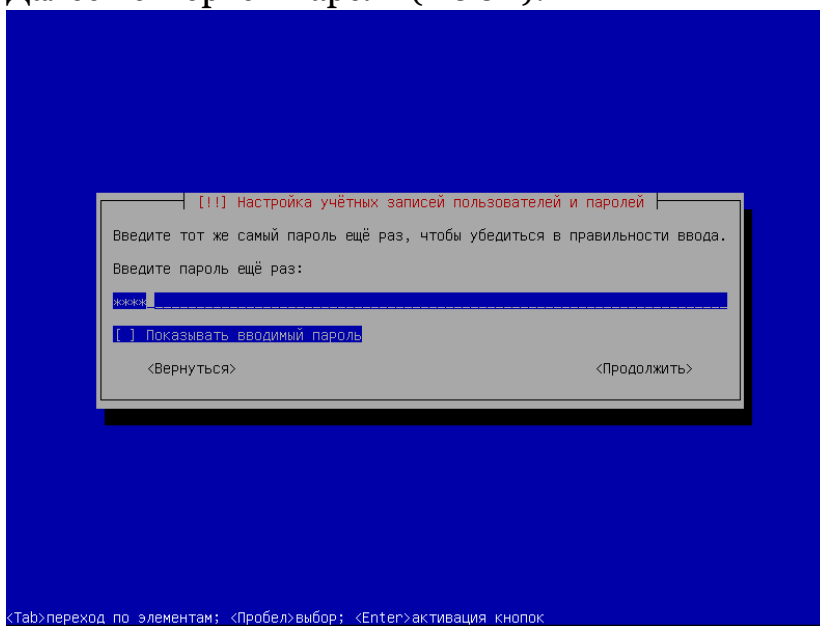 [!!] Настройка учётных записей пользователей и паролей
Введите тот же самый пароль ещё раз, чтобы убедиться в правильности ввода.
Введите пароль ещё раз:
****
[ ] Показывать вводимый пароль
<Вернуться> <Продолжить>
<Tab>переход по элементам; <Пробел>выбор; <Enter>активация кнопок